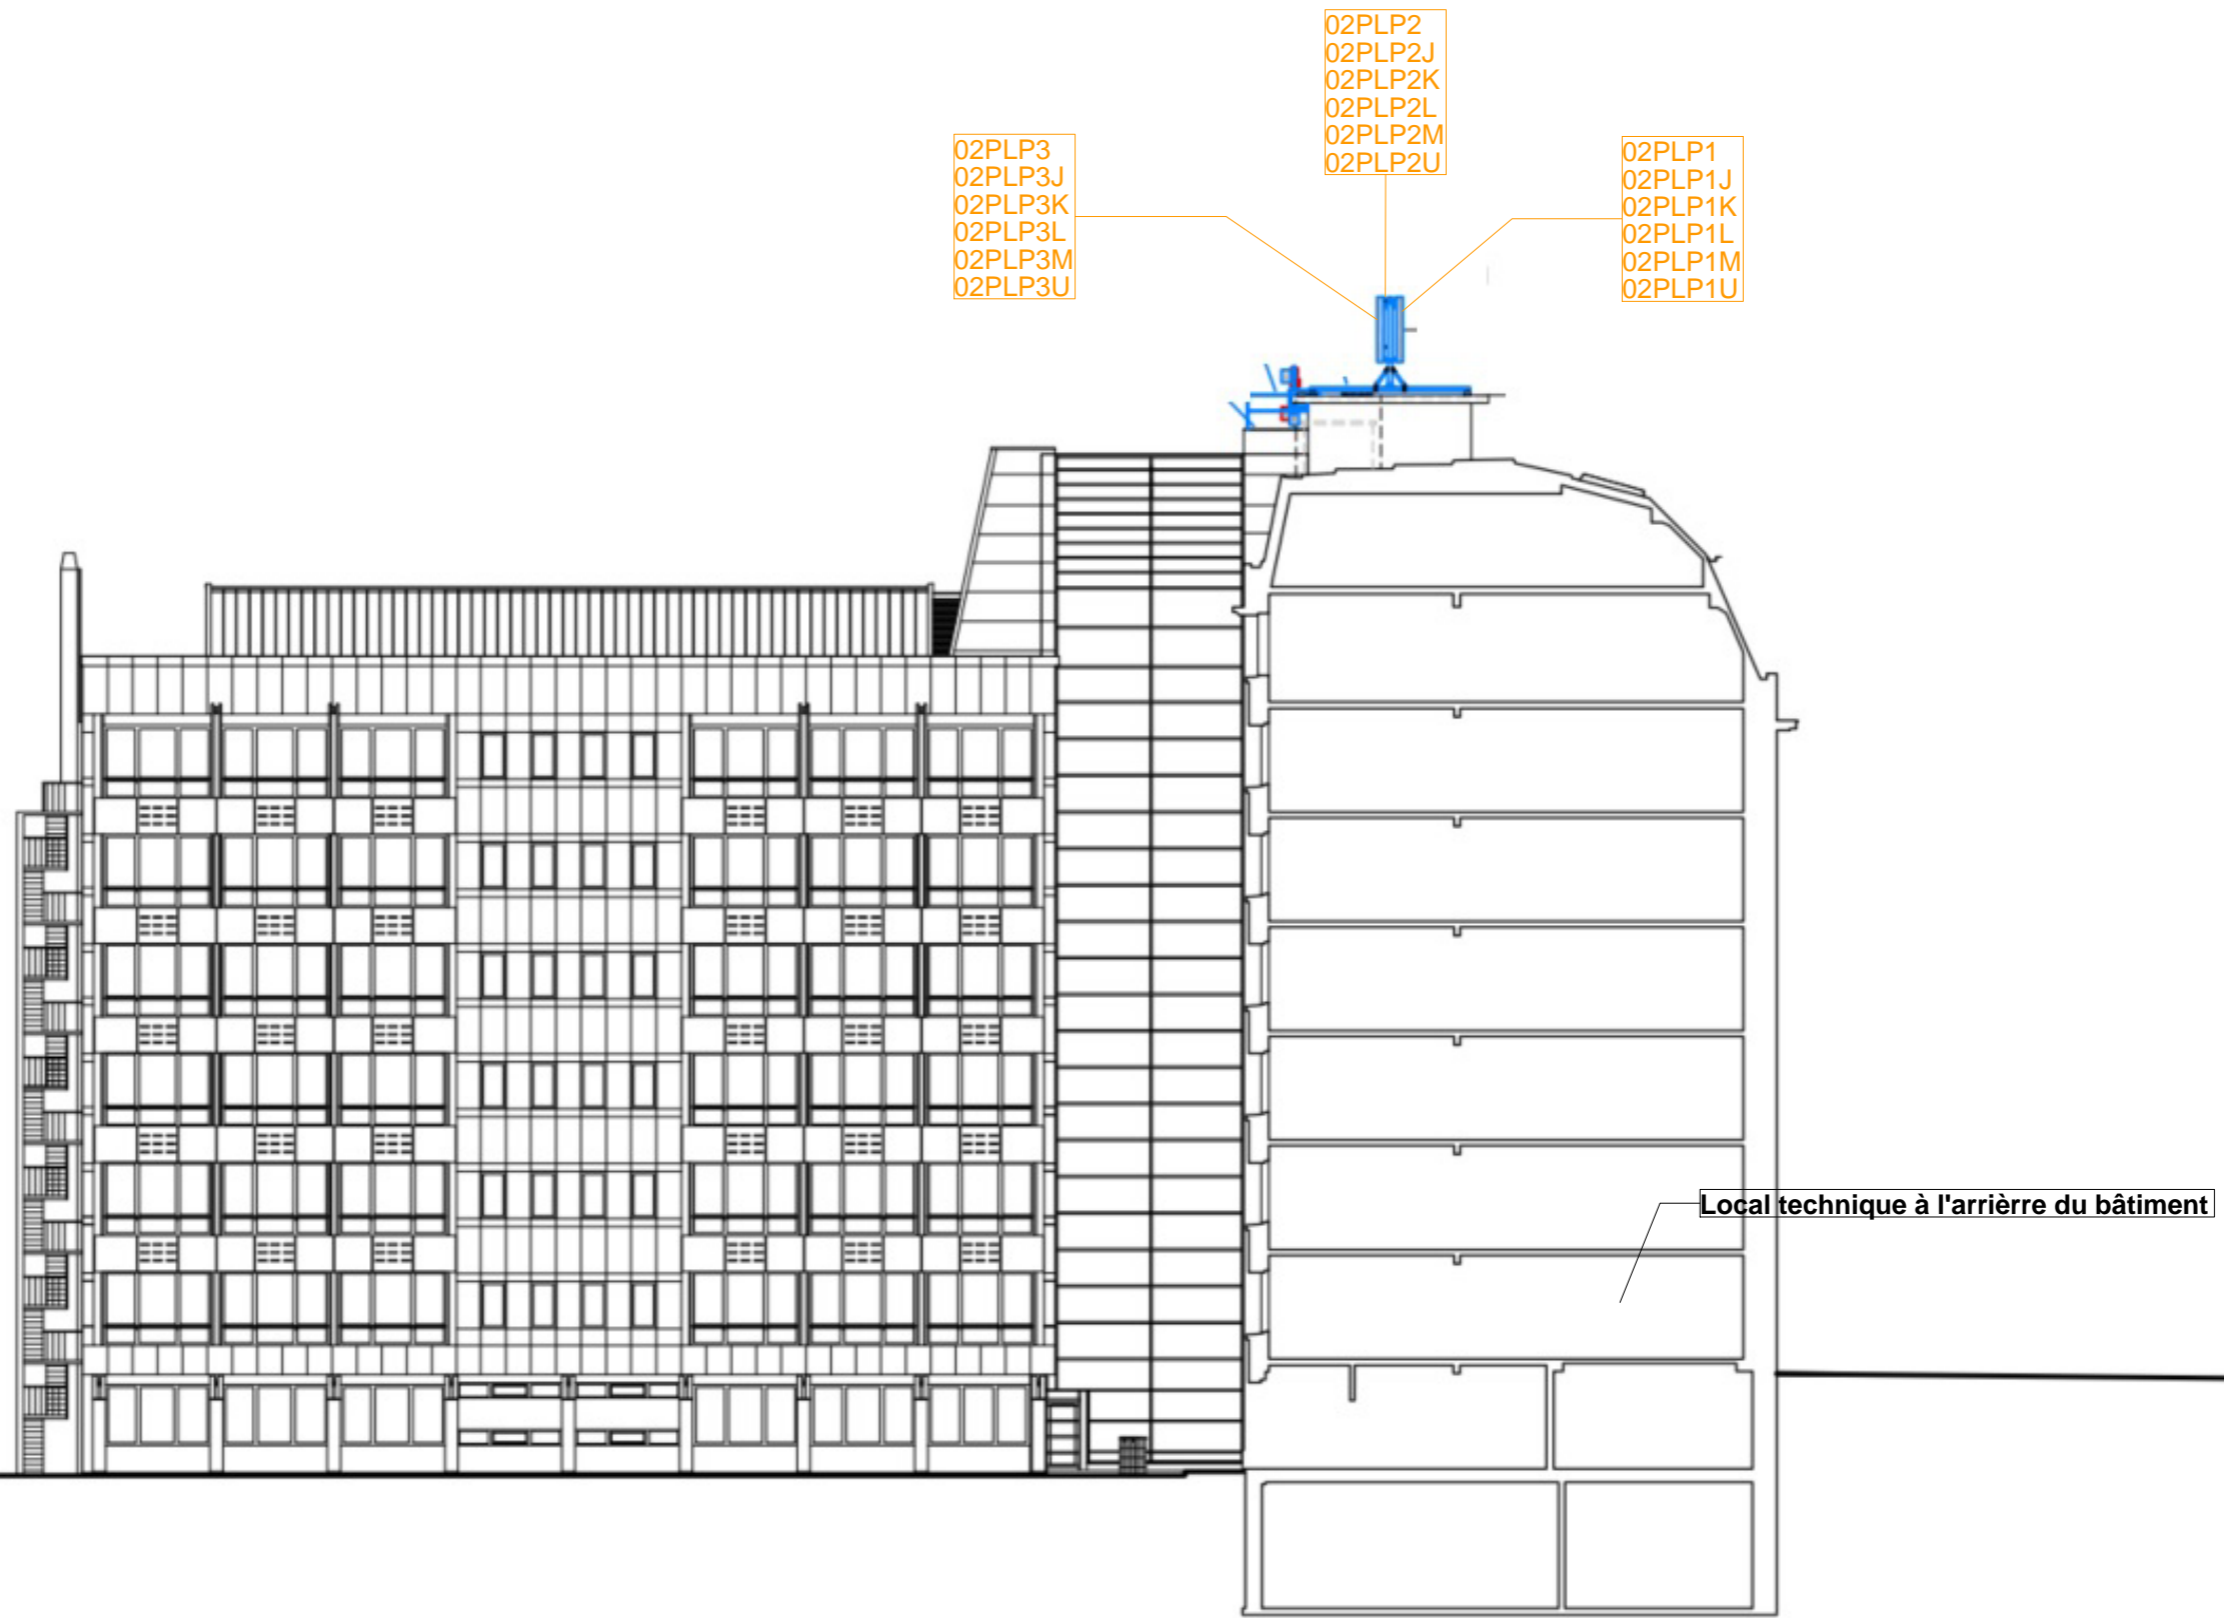 02PLP2
02PLP2J
02PLP2K
02PLP2L
02PLP2M
02PLP2U
02PLP3
02PLP3J
02PLP3K
02PLP3L
02PLP3M
02PLP3U
02PLP1
02PLP1J
02PLP1K
02PLP1L
02PLP1M
02PLP1U
Local technique à l'arrièrre du bâtiment